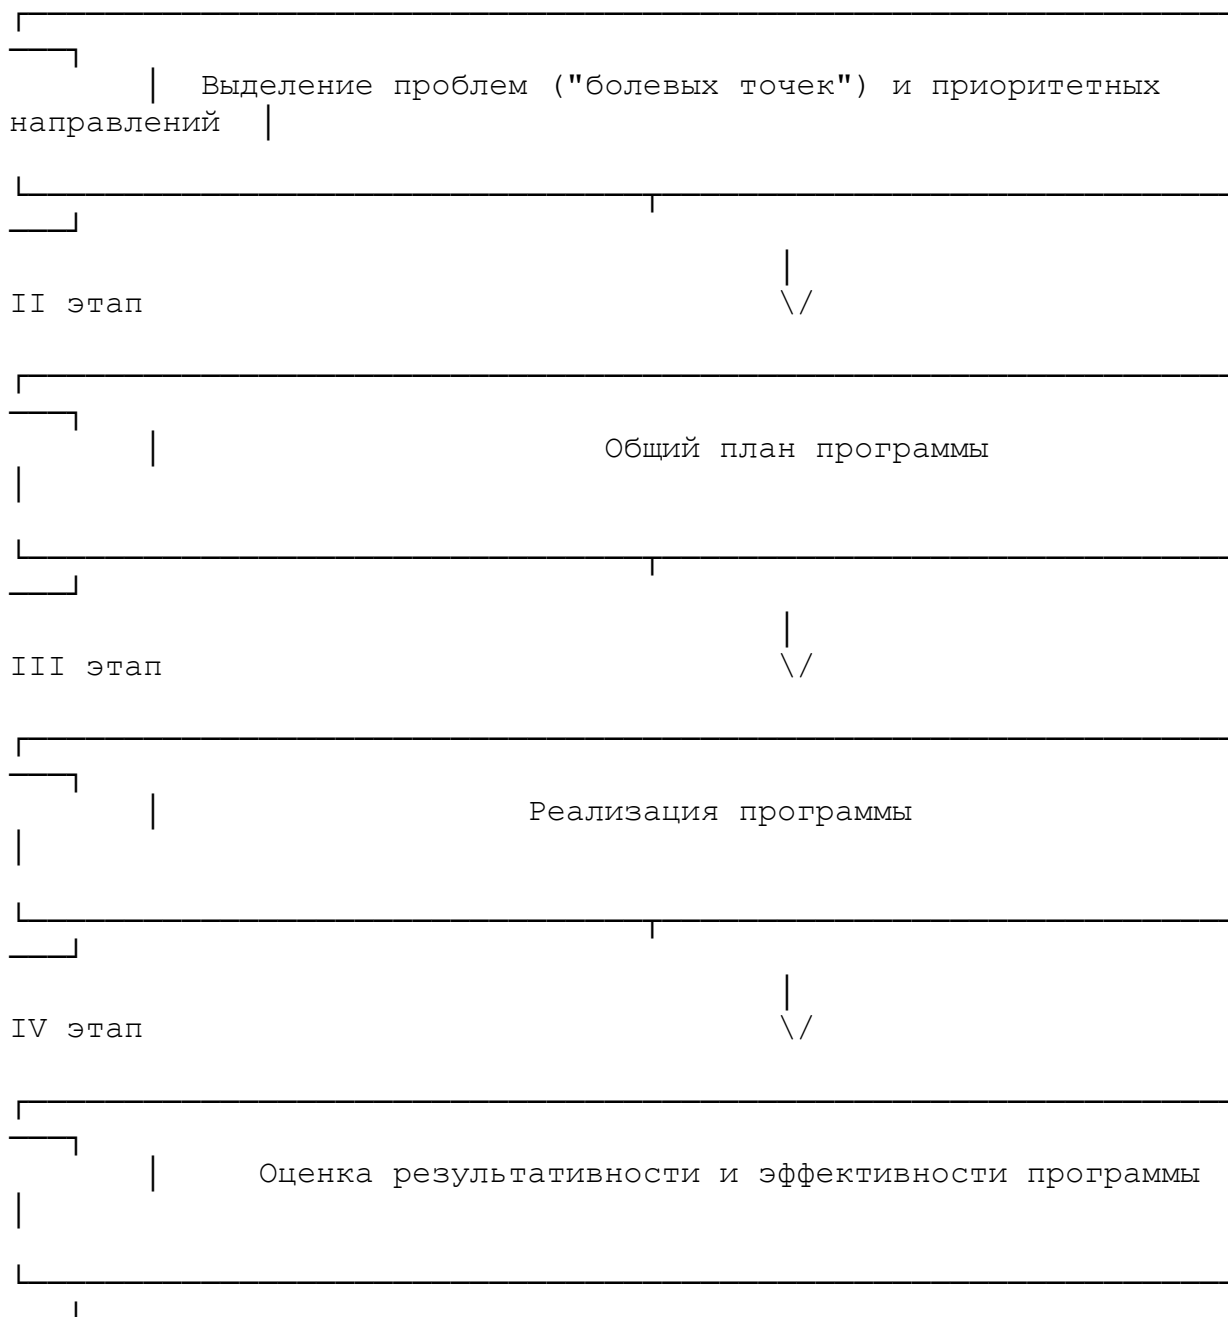 Выделение проблем ("болевых точек") и приоритетных
направлений
II этап
Общий план программы
III этап
Реализация программы
IV этап
Оценка результативности и эффективности программы